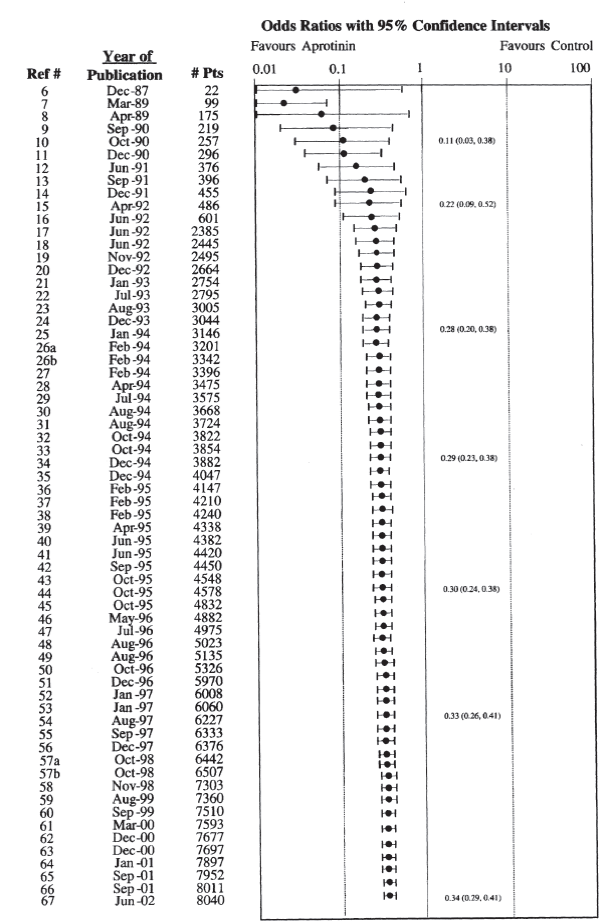 Odds Ratios with 95% Confidence Intervals
Favours Aprotinin Favours Control
Year of
Ref # Publication # Pts
0.01 0.1 1 10 100
6 Dec-87 22
7 Mar-89 99
8 Apr-89 175
9 Sep-90 219
10 Oct-90 257 0.11 (0.03, 0.38)
11 Dec-90 296
12 Jun-91 376
13 Sep-91 396
14 Dec-91 455
15 Apr-92 486 0.22 (0.09, 0.52)
16 Jun-92 601
17 Jun-92 2385
18 Jun-92 2445
19 Nov-92 2495
20 Dec-92 2664
21 Jan-93 2754
22 Jul-93 2795
23 Aug-93 3005
24 Dec-93 3044
25 Jan-94 3146 0.28 (0.20, 0.38)
26a Feb-94 3201
26b Feb-94 3342
27 Feb-94 3396
28 Apr-94 3475
29 Jul-94 3575
30 Aug-94 3668
31 Aug-94 3724
32 Oct-94 3822
33 Oct-94 3854
34 Dec-94 3882 0.29 (0.23, 0.38)
35 Dec-94 4047
36 Feb-95 4147
37 Feb-95 4210
38 Feb-95 4240
39 Apr-95 4338
40 Jun-95 4382
41 Jun-95 4420
42 Sep-95 4450
43 Oct-95 4548
44 Oct-95 4578 0.30 (0.24, 0.38)
45 Oct-95 4832
46 May-96 4882
47 Jul-96 4975
48 Aug-96 5023
49 Aug-96 5135
50 Oct-96 5326
51 Dec-96 5970
52 Jan-97 6008
53 Jan-97 6060
54 Aug-97 6227 0.33 (0.26, 0.41)
55 Sep-97 6333
56 Dec-97 6376
57a Oct-98 6442
57b Oct-98 6507
58 Nov-98 7303
59 Aug-99 7360
60 Sep-99 7510
61 Mar-00 7593
62 Dec-00 7677
63 Dec-00 7697
64 Jan-01 7897
65 Sep-01 7952
66 Sep-01 8011
67 Jun-02 8040 0.34 (0.29, 0.41)